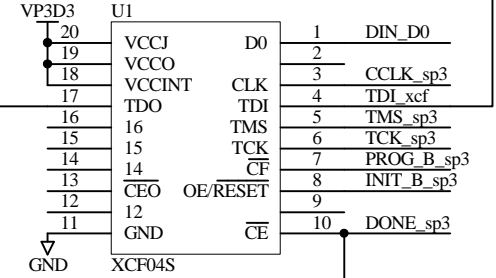 VP3D3 U1
20 VCCJ D0 1 DIN_D0
19 VCCO 2
18 VCCINT CLK 3 CCLK_sp3
17 TDO TDI 4 TDI_xcf
16 16 TMS 5 TMS_sp3
15 15 TCK 6 TCK_sp3
14 14 CF 7 PROG_B_sp3
13 CEO OE/RESET 8 INIT_B_sp3
12 12 9
11 GND CE 10 DONE_sp3
GND XCF04S